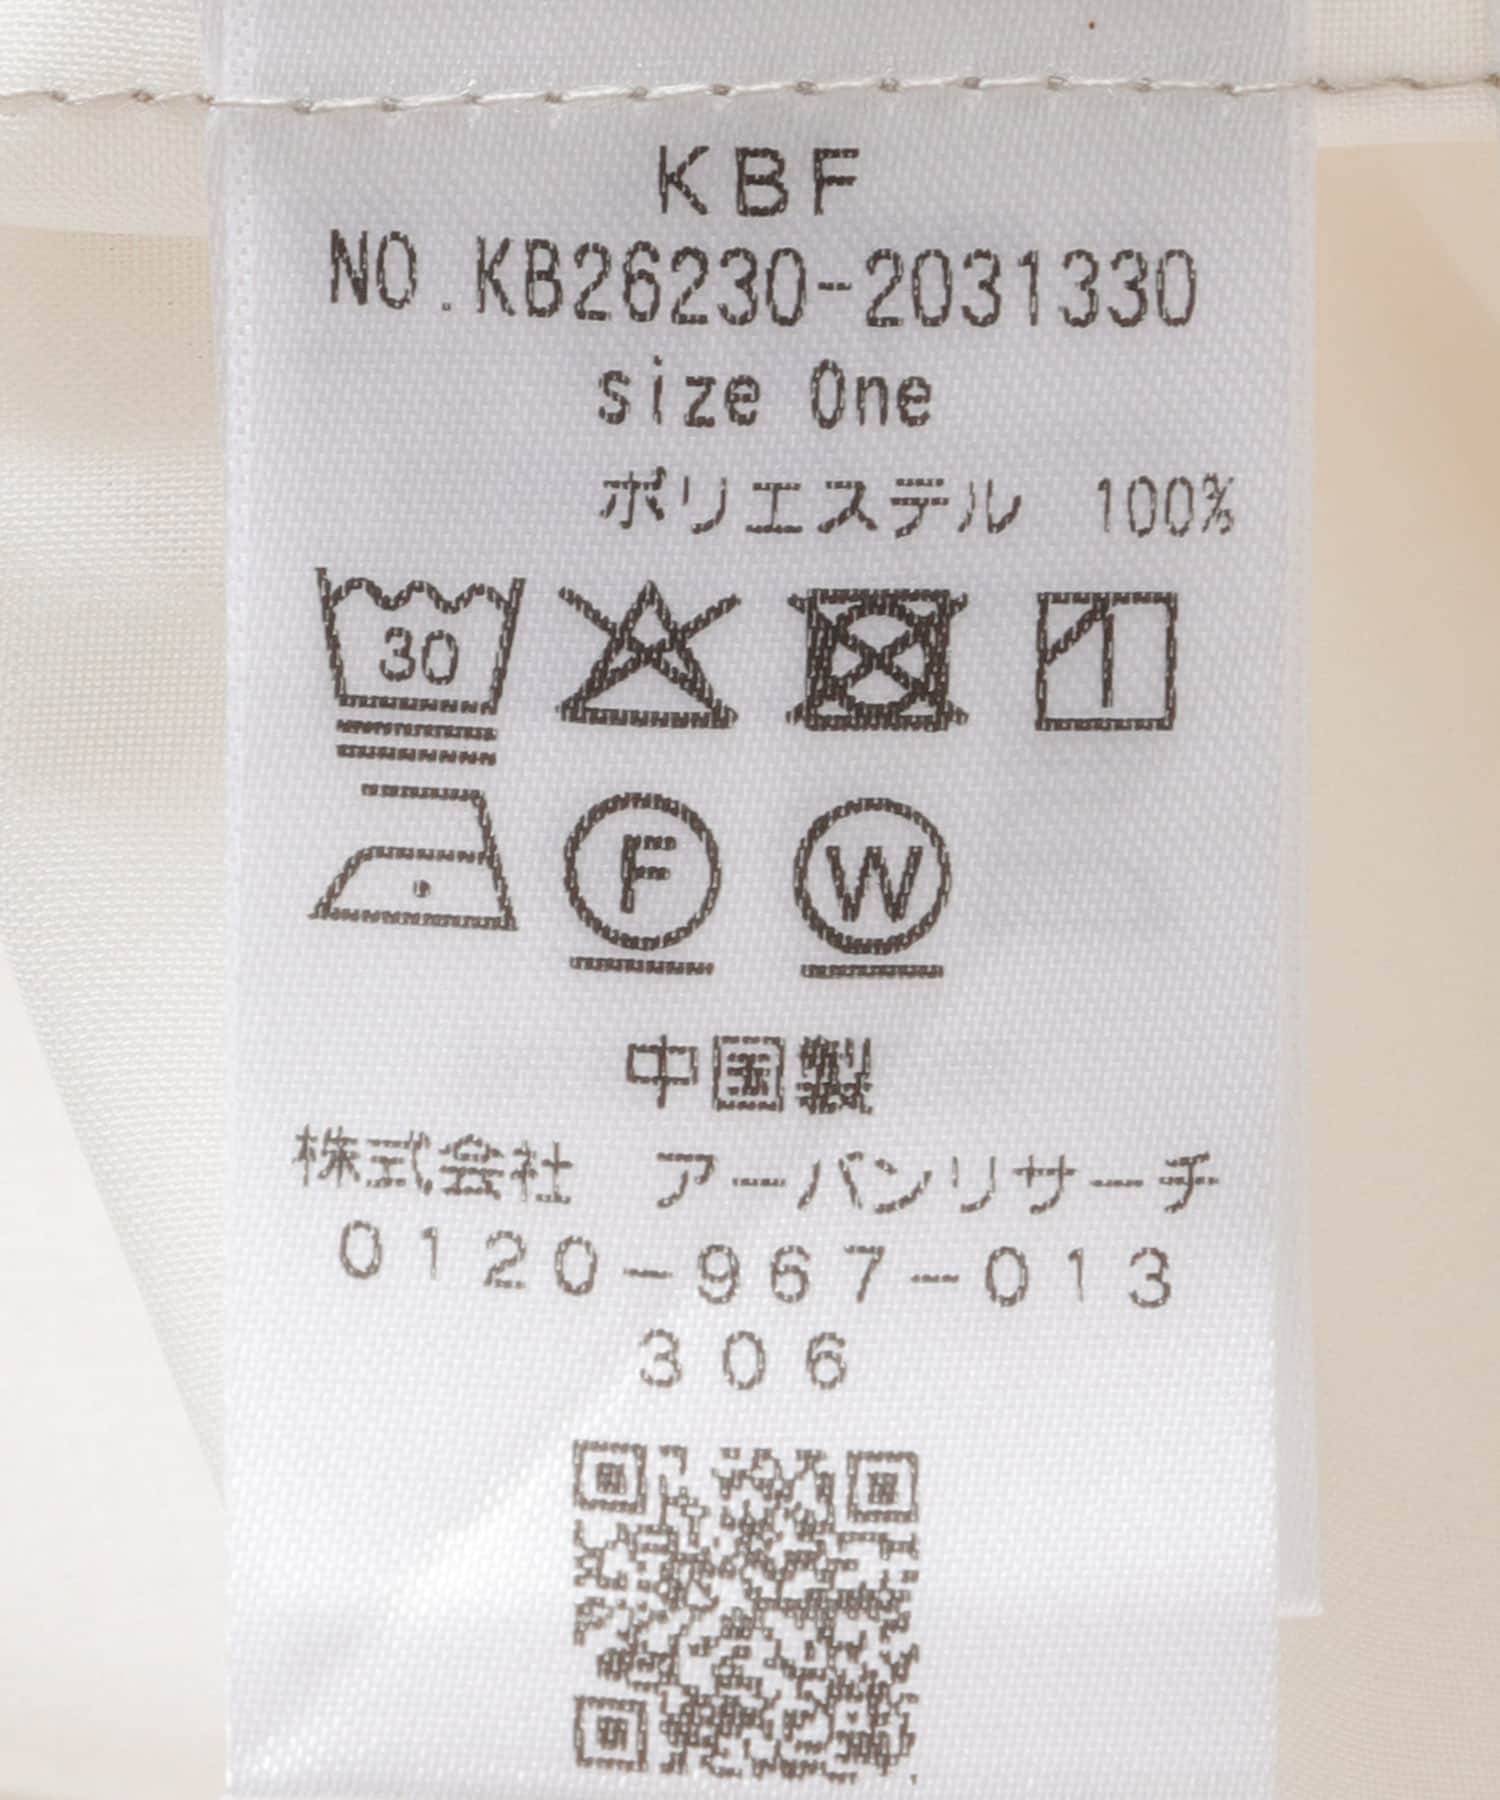 KBF
NO.KB26230-2031330
size One
ポリエステル 100%
30
F W
中国製
株式会社 アーバンリサーチ
0120-967-013
306